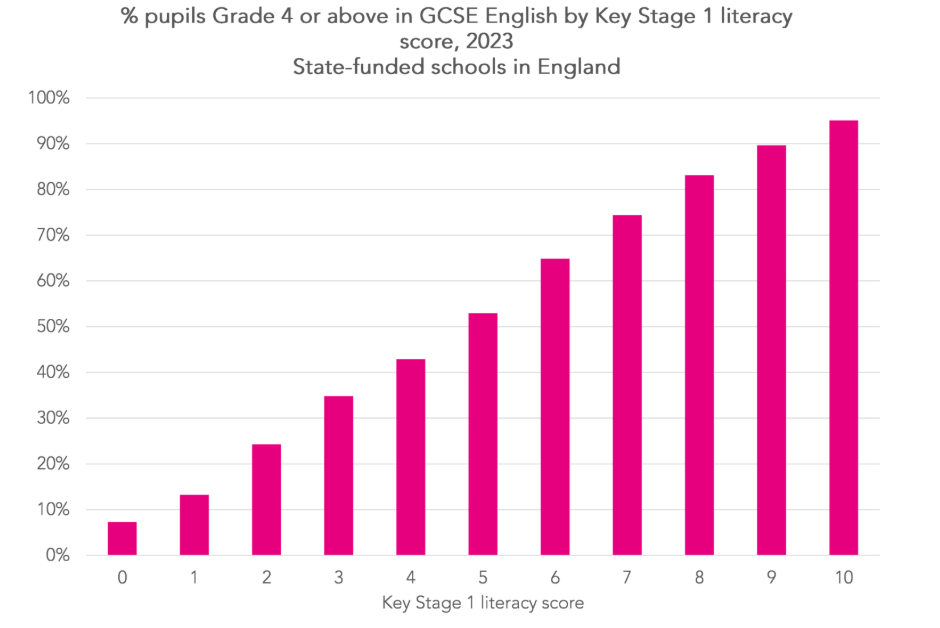 % pupils Grade 4 or above in GCSE English by Key Stage 1 literacy
score, 2023
State-funded schools in England
100%
90%
80%
70%
60%
50%
40%
30%
20%
10%
0%
0 1 2 3 4 5 6 7 8 9 10
Key Stage 1 literacy score